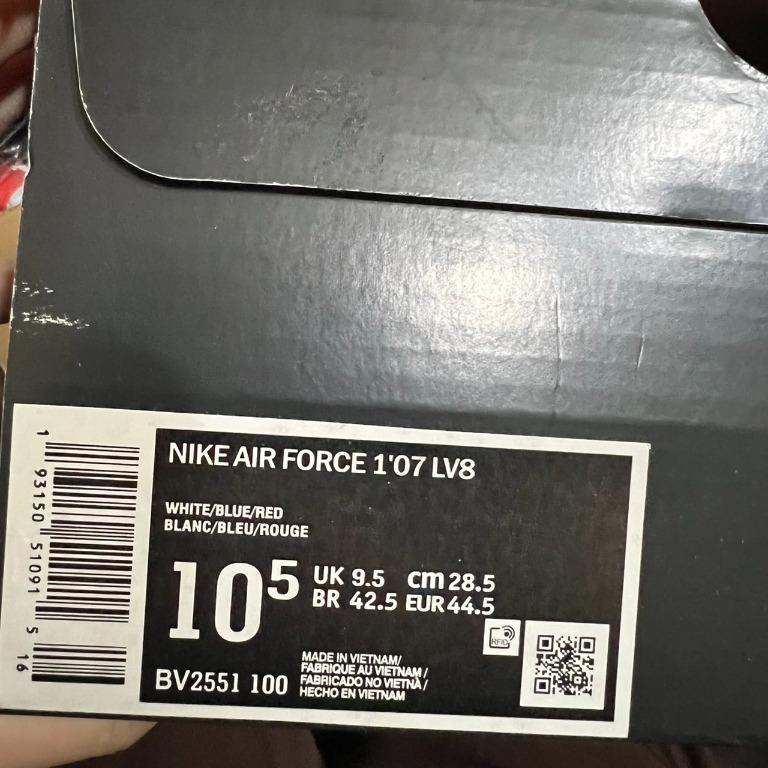 NIKE AIR FORCE 1'07 LV8
WHITE/BLUE/RED
BLANC/BLEU/ROUGE
10⁵
UK 9.5 cm 28.5
BR 42.5 EUR 44.5
RFID
BV2551 100
MADE IN VIETNAM/
FABRIQUE AU VIETNAM/
FABRICADO NO VIETNÃ/
HECHO EN VIETNAM
1 93150 51091 5 16